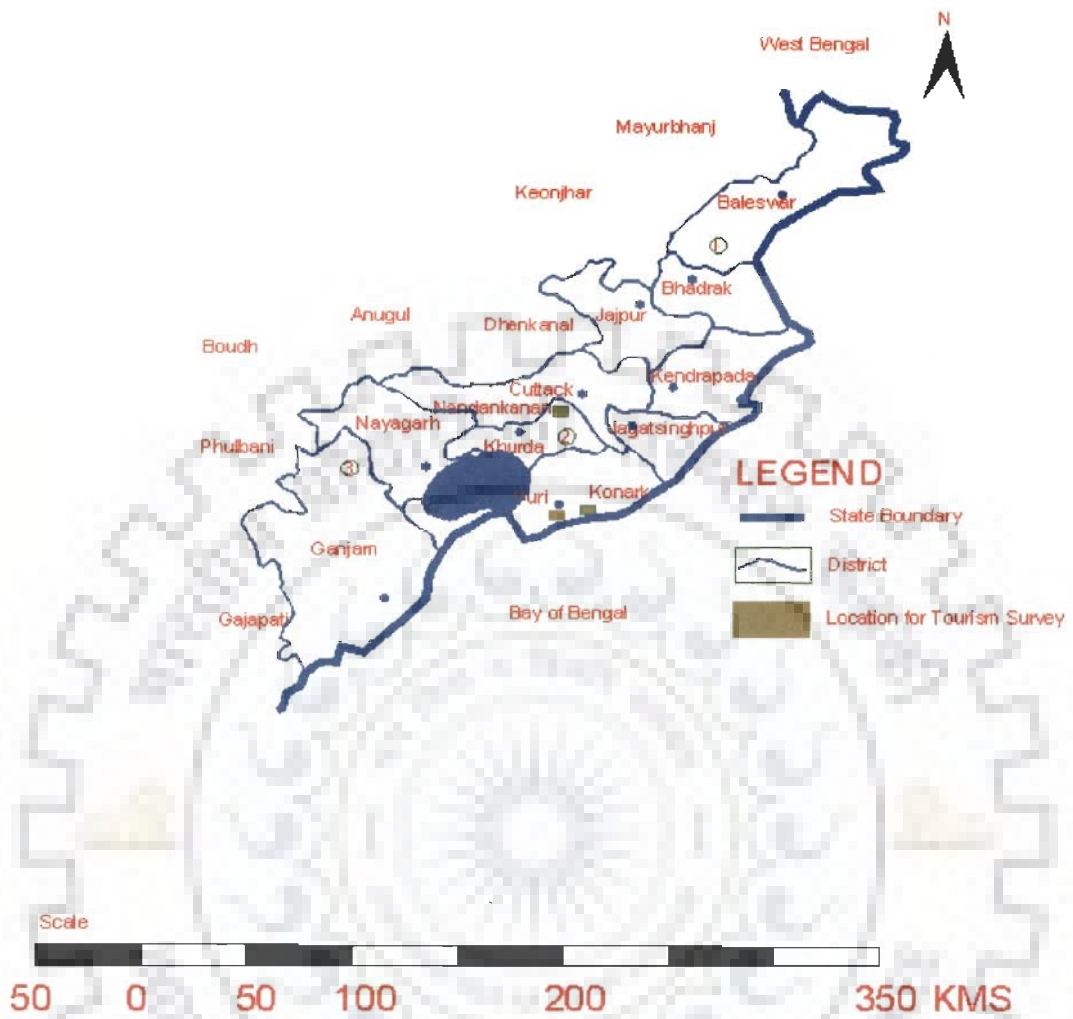 N
West Bengal
Mayurbhanj
Keonjhar
Baleswar
1
Bhadrak
Anugul
Dhenkanal
Jajpur
Boudh
Kendrapada
Cuttack
Nandankanan
Nayagarh
Jagatsinghpur
Phulbani
Khurda
2
3
LEGEND
Puri
Konark
State Boundary
Ganjam
District
Gajapati
Bay of Bengal
Location for Tourism Survey
Scale
50 0 50 100 200 350 KMS